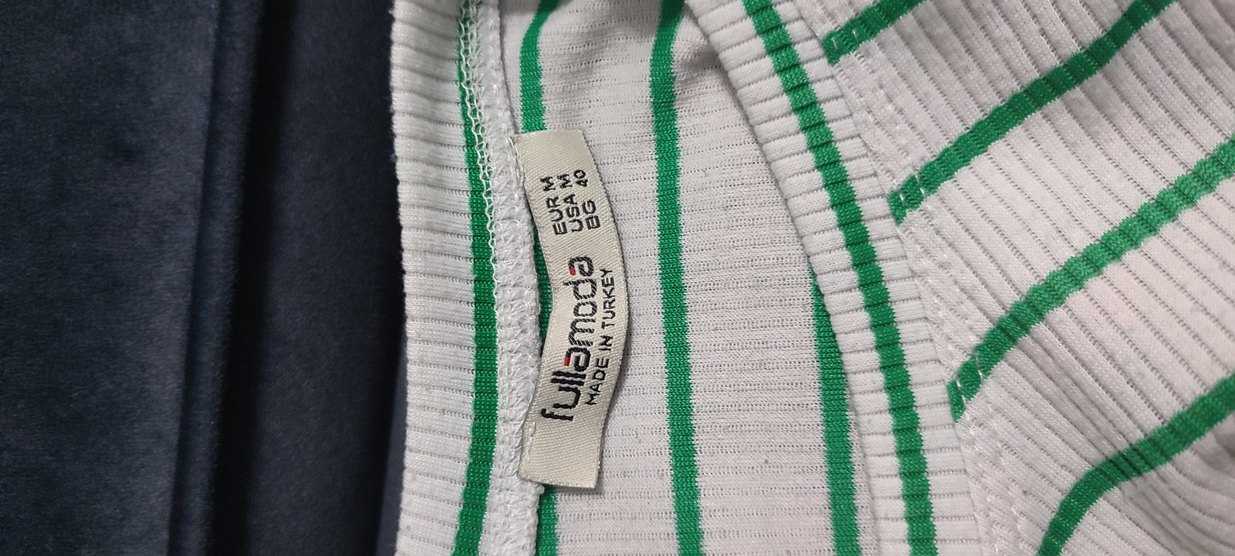 fullamoda
MADE IN TURKEY
EUR M
USA M
BG 40